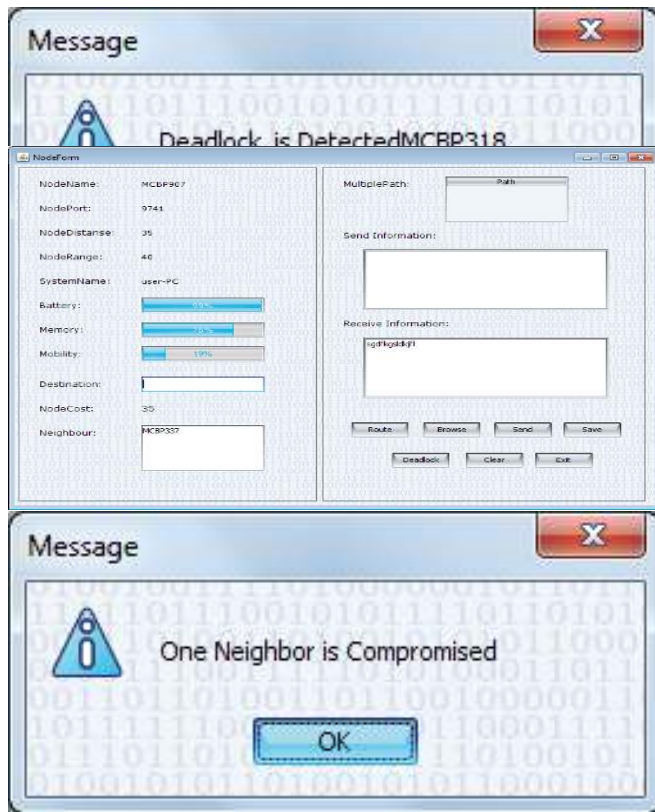 Message
Deadlock is DetectedMCBP318
NodeForm
NodeName: MCBP907
NodePort: 9741
NodeDistanse: 35
NodeRange: 40
SystemName: user-PC
Battery: 99%
Memory: 76%
Mobility: 19%
Destination:
NodeCost: 35
Neighbour: MCBP337
MultiplePath: Path
Send Information:
Receive Information:
Route Browse Send Save
Deadlock Clear Exit
Message
One Neighbor is Compromised
OK